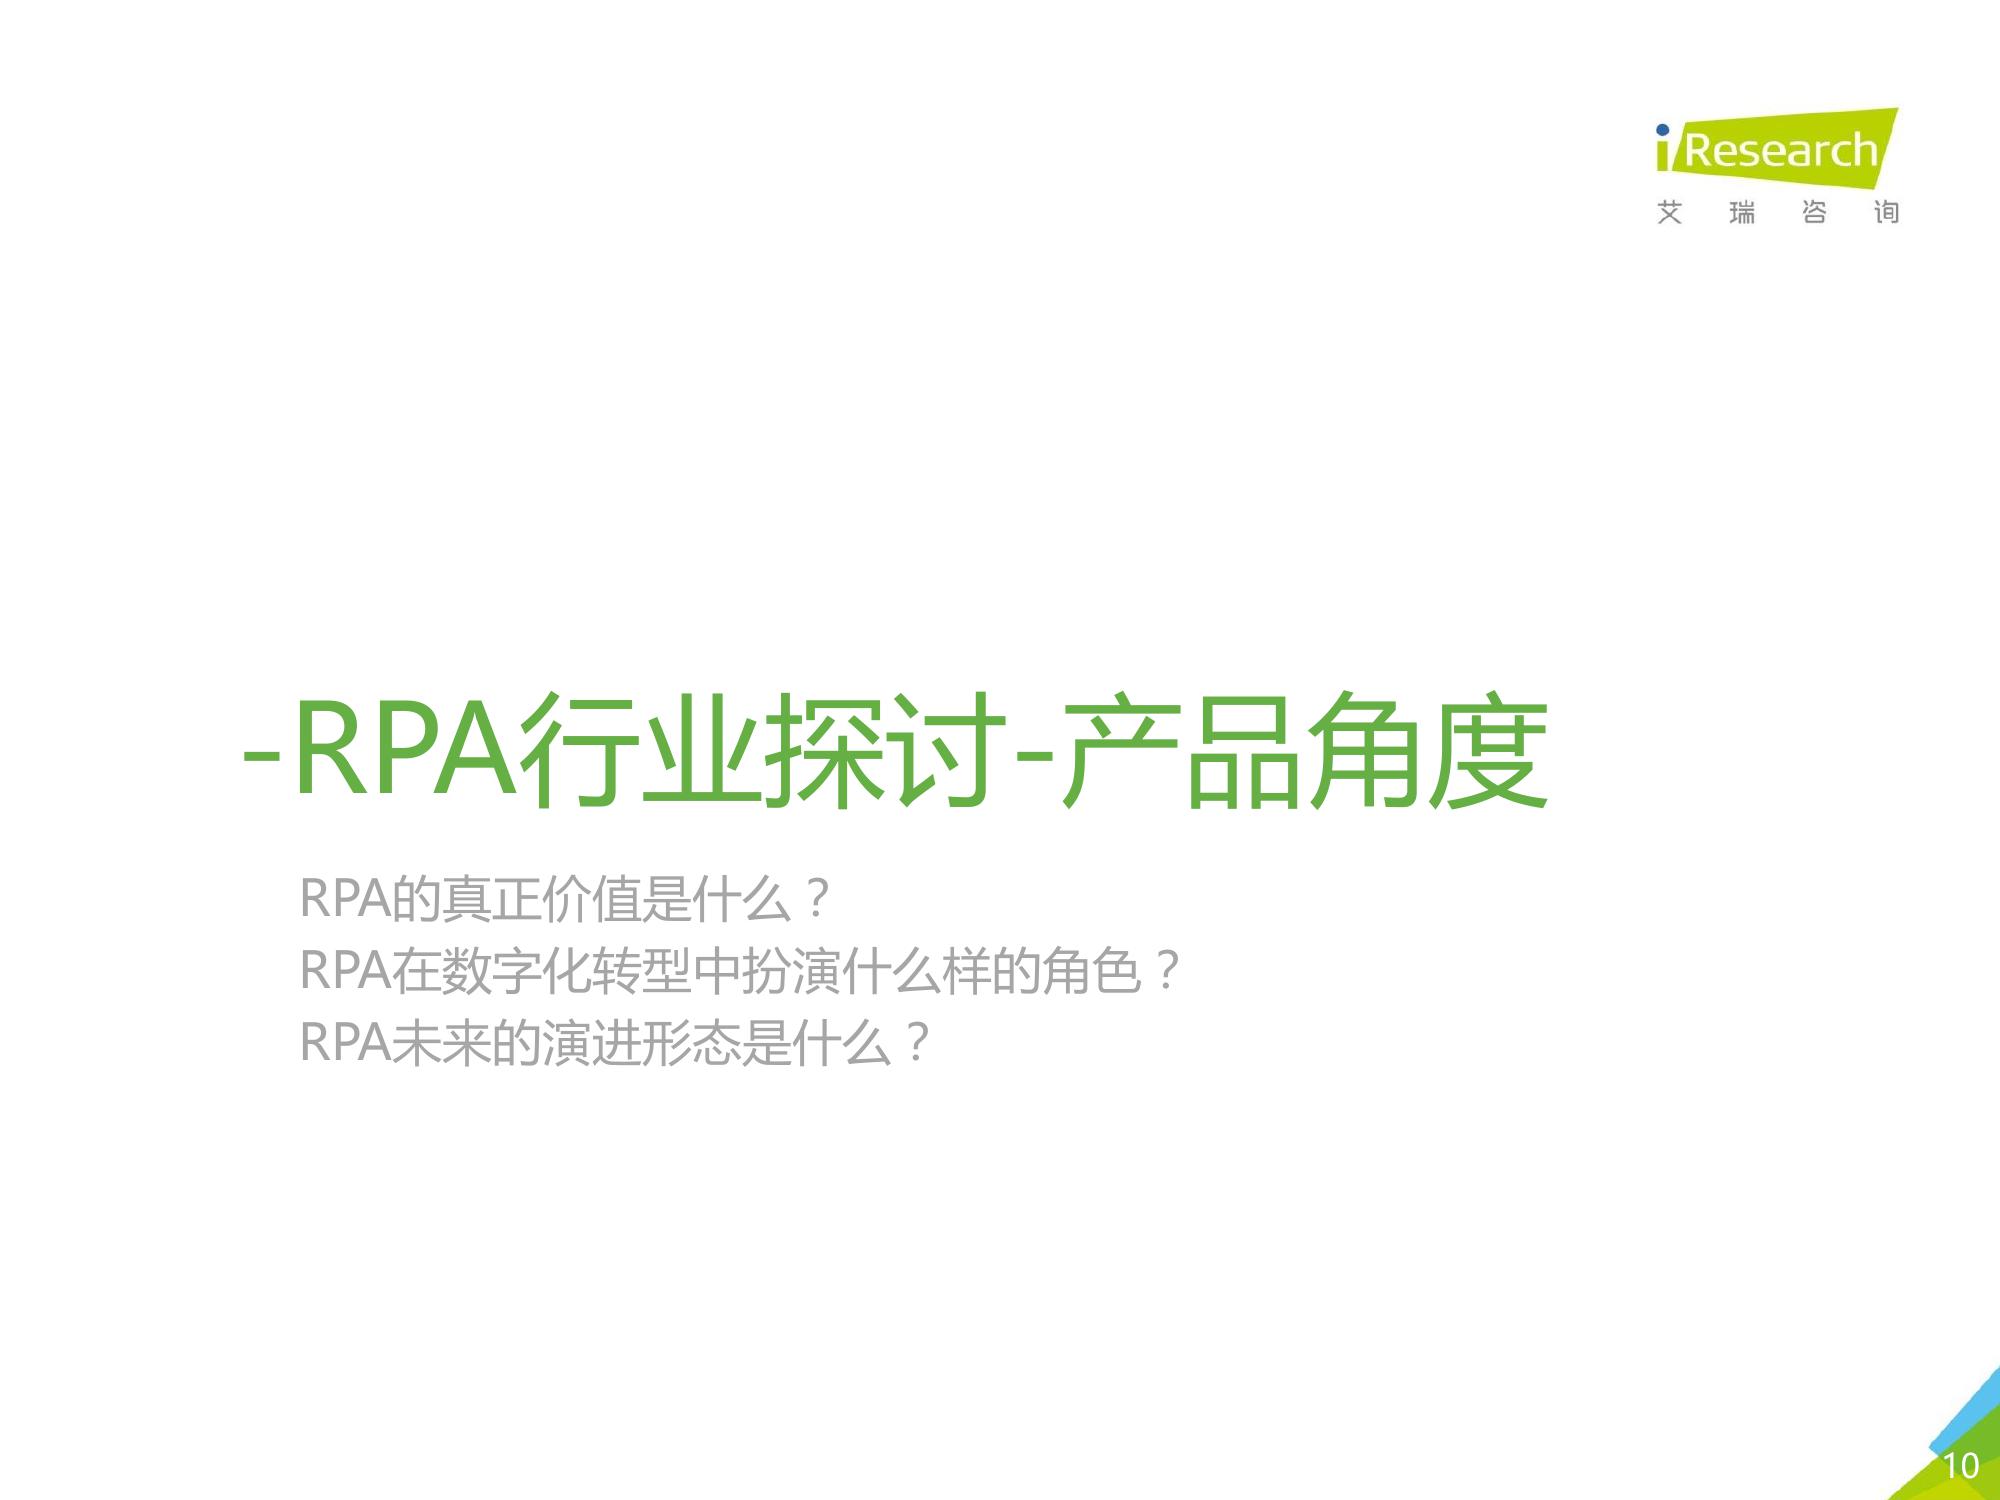 iResearch
艾瑞咨询
-RPA行业探讨-产品角度
RPA的真正价值是什么？
RPA在数字化转型中扮演什么样的角色？
RPA未来的演进形态是什么？
10